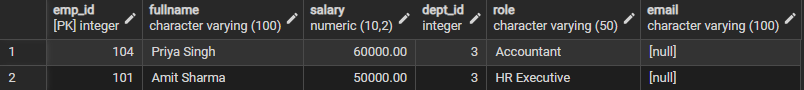 emp_id fullname salary dept_id role email
[PK] integer character varying (100) numeric (10,2) integer character varying (50) character varying (100)
1 104 Priya Singh 60000.00 3 Accountant [null]
2 101 Amit Sharma 50000.00 3 HR Executive [null]